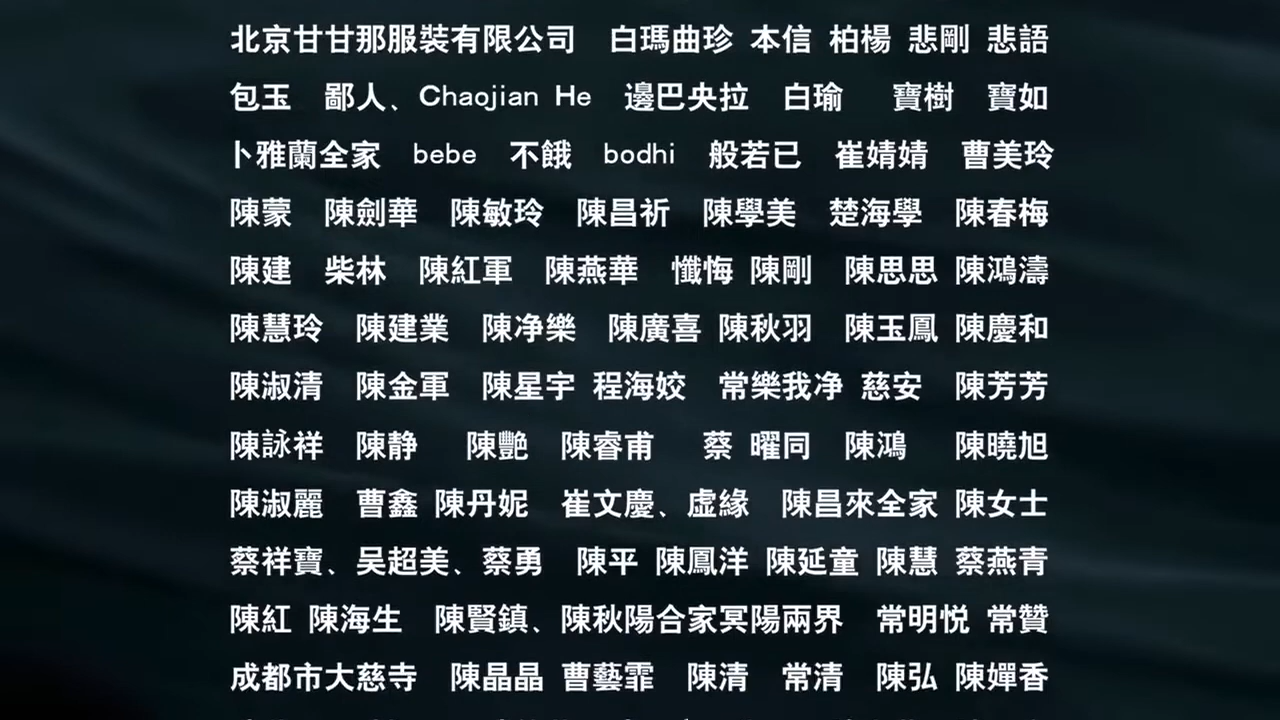 北京甘甘那服裝有限公司 白瑪曲珍 本信 柏楊 悲剛 悲語
包玉 鄙人、Chaojian He 邊巴央拉 白瑜 寶樹 寶如
卜雅蘭全家 bebe 不餓 bodhi 般若已 崔婧婧 曹美玲
陳蒙 陳劍華 陳敏玲 陳昌祈 陳學美 楚海學 陳春梅
陳建 柴林 陳紅軍 陳燕華 懺悔 陳剛 陳思思 陳鴻濤
陳慧玲 陳建業 陳净樂 陳廣喜 陳秋羽 陳玉鳳 陳慶和
陳淑清 陳金軍 陳星宇 程海姣 常樂我净 慈安 陳芳芳
陳詠祥 陳静 陳艷 陳睿甫 蔡 曜同 陳鴻 陳曉旭
陳淑麗 曹鑫 陳丹妮 崔文慶、虚緣 陳昌來全家 陳女士
蔡祥寶、吴超美、蔡勇 陳平 陳鳳洋 陳延童 陳慧 蔡燕青
陳紅 陳海生 陳賢鎮、陳秋陽合家冥陽兩界 常明悦 常贊
成都市大慈寺 陳晶晶 曹藝霏 陳清 常清 陳弘 陳嬋香